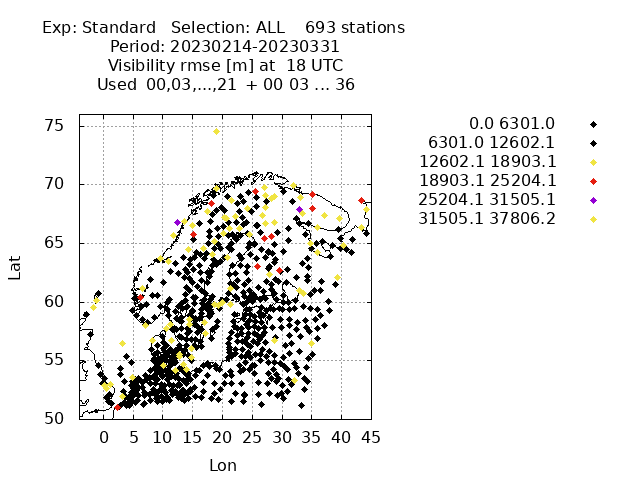 Exp: Standard Selection: ALL 693 stations
Period: 20230214-20230331
Visibility rmse [m] at 18 UTC
Used 00,03,...,21 + 00 03 ... 36
0.0 6301.0
6301.0 12602.1
12602.1 18903.1
18903.1 25204.1
25204.1 31505.1
31505.1 37806.2
75
70
65
60
55
50
Lat
0 5 10 15 20 25 30 35 40 45
Lon